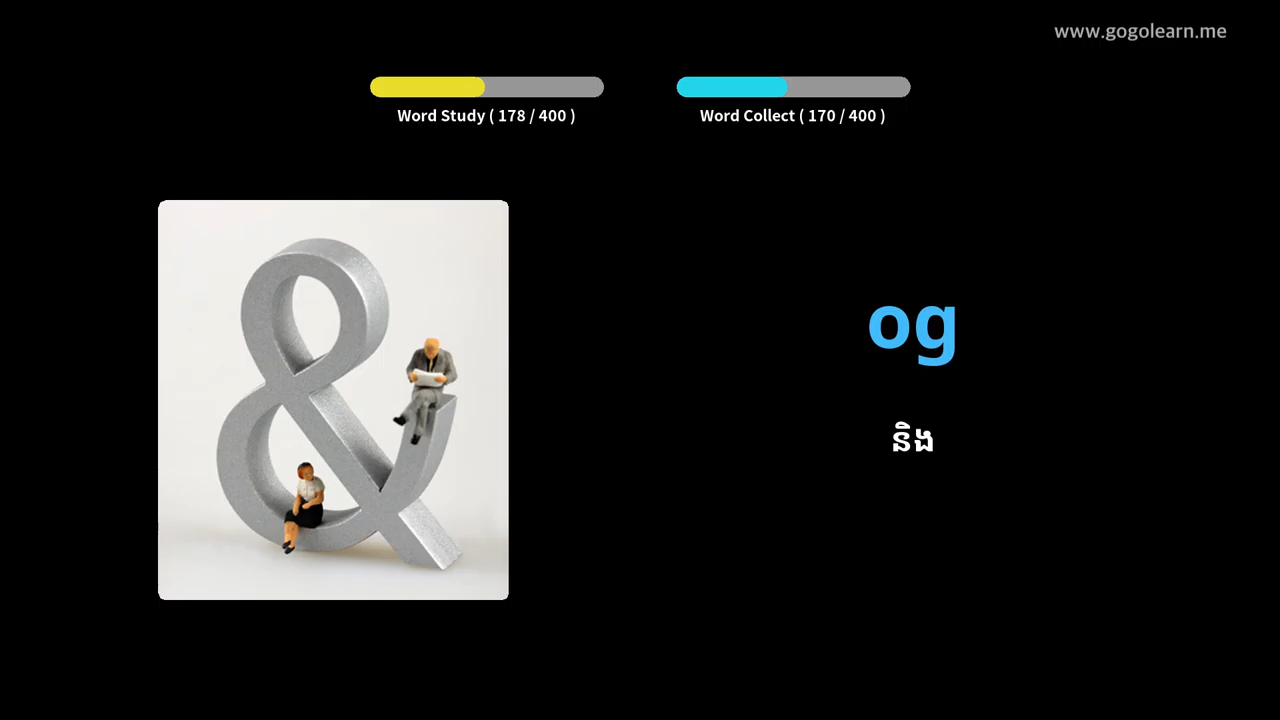 www.gogolearn.me
Word Study ( 178 / 400 )
Word Collect ( 170 / 400 )
&
og
និង